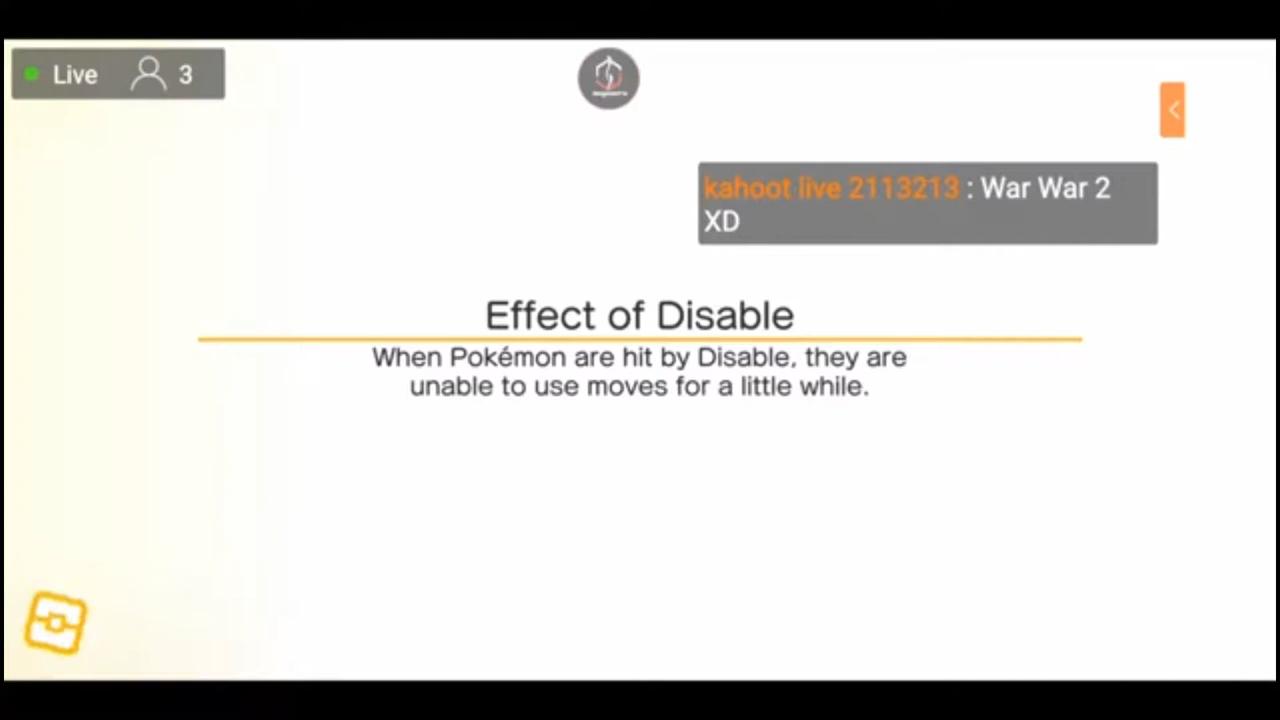 Live 3
kahoot live 2113213 : War War 2
XD
Effect of Disable
When Pokémon are hit by Disable, they are
unable to use moves for a little while.